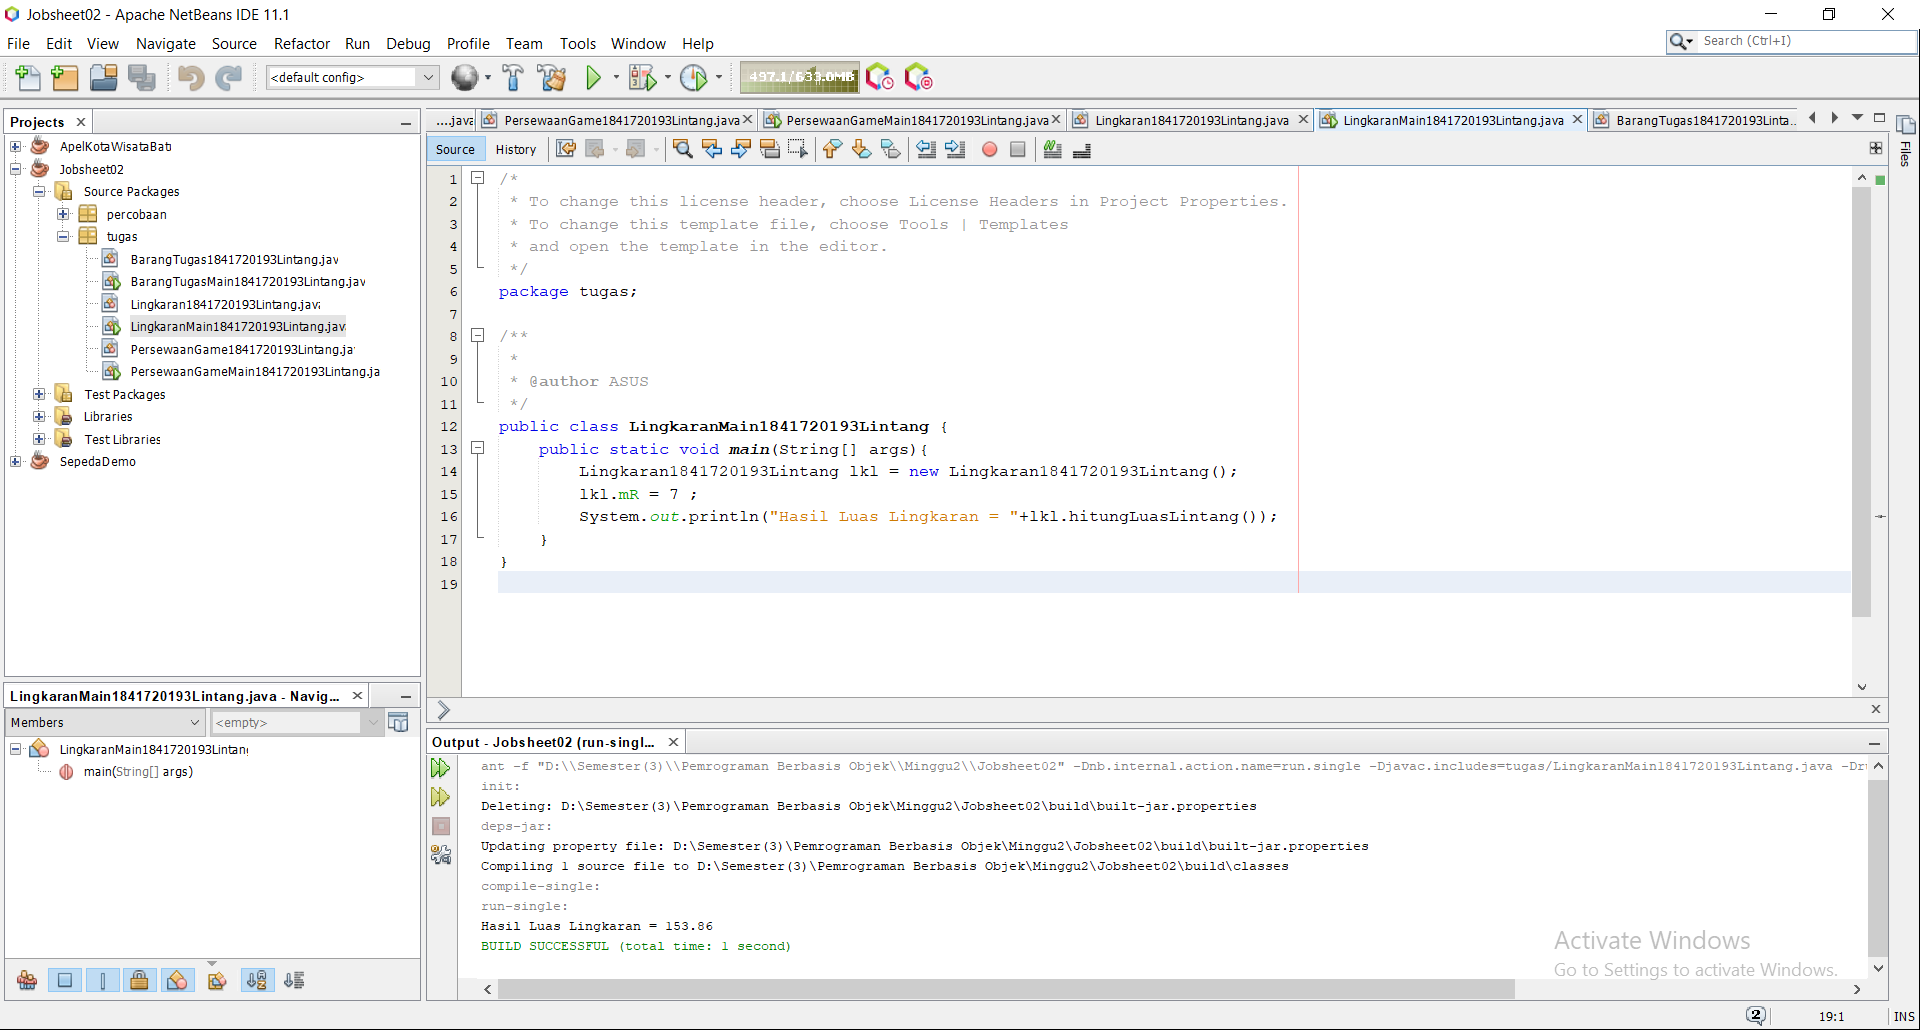 Jobsheet02 - Apache NetBeans IDE 11.1
File Edit View Navigate Source Refactor Run Debug Profile Team Tools Window Help
Search (Ctrl+I)
<default config>
497.1/633.0MB
Projects
ApelKotaWisataBatu
Jobsheet02
Source Packages
percobaan
tugas
BarangTugas1841720193Lintang.jav
BarangTugasMain1841720193Lintang.jav
Lingkaran1841720193Lintang.java
LingkaranMain1841720193Lintang.jav
PersewaanGame1841720193Lintang.ja
PersewaanGameMain1841720193Lintang.ja
Test Packages
Libraries
Test Libraries
SepedaDemo
LingkaranMain1841720193Lintang.java - Navig...
Members
<empty>
LingkaranMain1841720193Lintang
main(String[] args)
....java PersewaanGame1841720193Lintang.java PersewaanGameMain1841720193Lintang.java Lingkaran1841720193Lintang.java LingkaranMain1841720193Lintang.java BarangTugas1841720193Linta...
Files
Source History
1 /*
2 * To change this license header, choose License Headers in Project Properties.
3 * To change this template file, choose Tools | Templates
4 * and open the template in the editor.
5 */
6 package tugas;
7
8 /**
9 *
10 * @author ASUS
11 */
12 public class LingkaranMain1841720193Lintang {
13 public static void main(String[] args){
14 Lingkaran1841720193Lintang lkl = new Lingkaran1841720193Lintang();
15 lkl.mR = 7 ;
16 System.out.println("Hasil Luas Lingkaran = "+lkl.hitungLuasLintang());
17 }
18 }
19
Output - Jobsheet02 (run-singl...
ant -f "D:\\Semester(3)\\Pemrograman Berbasis Objek\\Minggu2\\Jobsheet02" -Dnb.internal.action.name=run.single -Djavac.includes=tugas/LingkaranMain1841720193Lintang.java -Dr
init:
Deleting: D:\Semester(3)\Pemrograman Berbasis Objek\Minggu2\Jobsheet02\build\built-jar.properties
deps-jar:
Updating property file: D:\Semester(3)\Pemrograman Berbasis Objek\Minggu2\Jobsheet02\build\built-jar.properties
Compiling 1 source file to D:\Semester(3)\Pemrograman Berbasis Objek\Minggu2\Jobsheet02\build\classes
compile-single:
run-single:
Hasil Luas Lingkaran = 153.86
BUILD SUCCESSFUL (total time: 1 second)
Activate Windows
Go to Settings to activate Windows.
2 19:1 INS